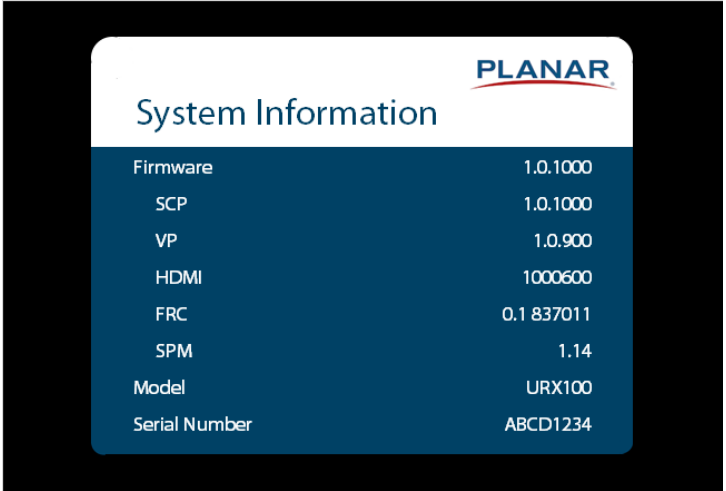 PLANAR
System Information
Firmware 1.0.1000
SCP 1.0.1000
VP 1.0.900
HDMI 1000600
FRC 0.1 837011
SPM 1.14
Model URX100
Serial Number ABCD1234